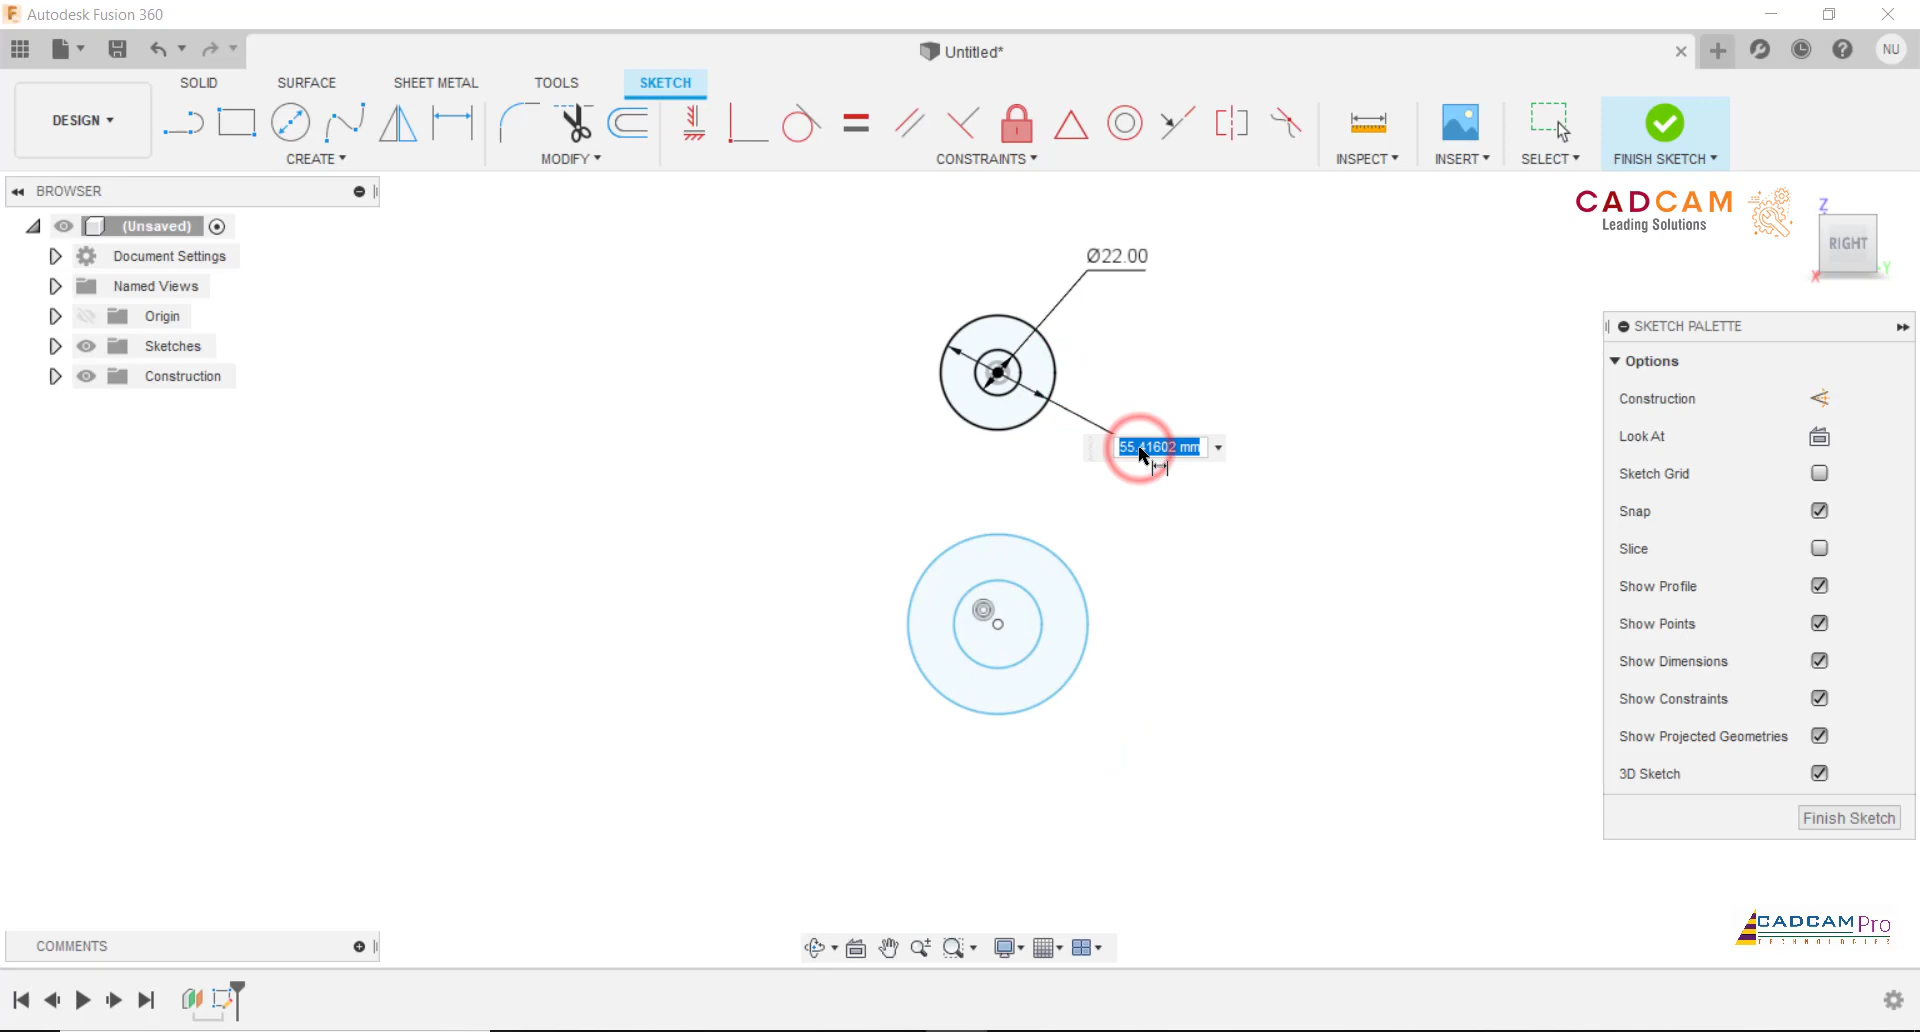 Autodesk Fusion 360
Untitled*
NU
DESIGN
SOLID
SURFACE
SHEET METAL
TOOLS
SKETCH
CREATE
MODIFY
CONSTRAINTS
INSPECT
INSERT
SELECT
FINISH SKETCH
BROWSER
(Unsaved)
Document Settings
Named Views
Origin
Sketches
Construction
Ø22.00
55.41602 mm
CADCAM
Leading Solutions
Z
RIGHT
X
Y
SKETCH PALETTE
Options
Construction
Look At
Sketch Grid
Snap
Slice
Show Profile
Show Points
Show Dimensions
Show Constraints
Show Projected Geometries
3D Sketch
Finish Sketch
CADCAM Pro
TECHNOLOGIES
COMMENTS